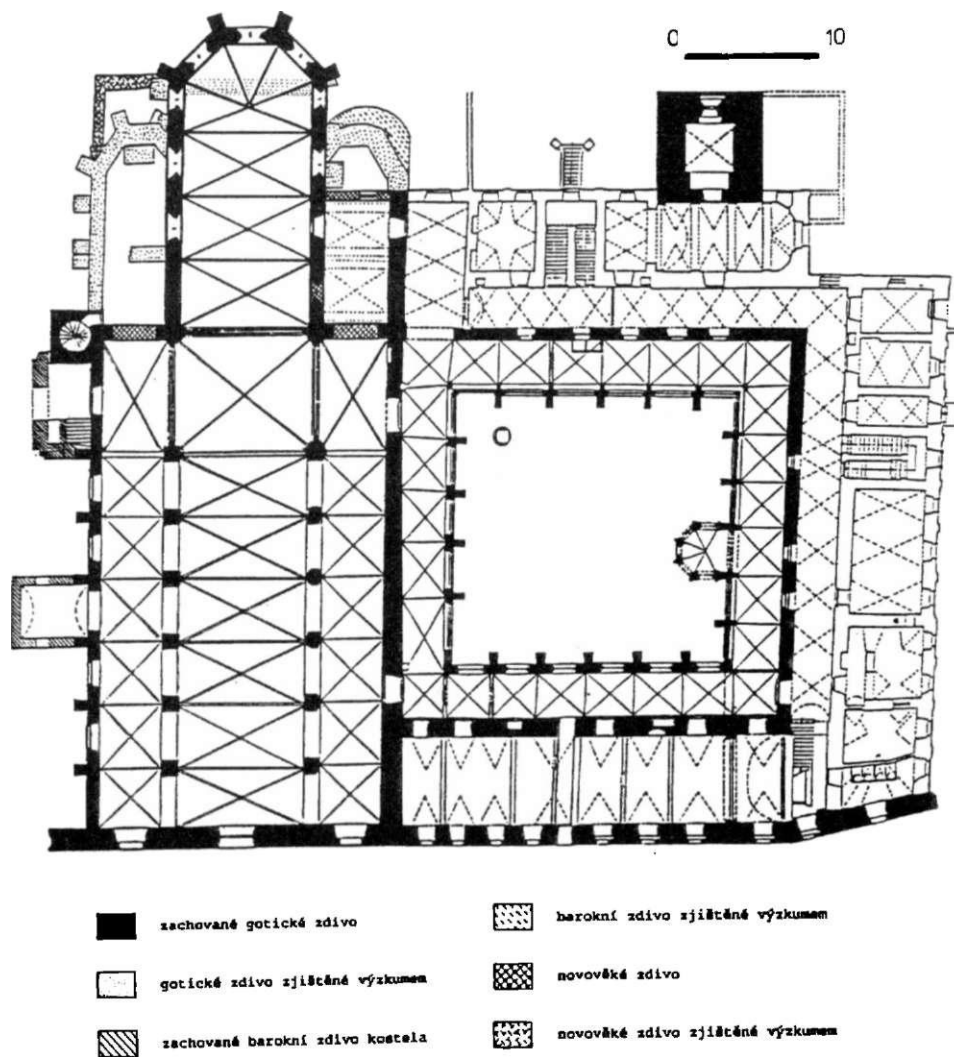 0 10
zachované gotické zdivo
gotické zdivo zjištěné výzkumem
zachované barokní zdivo kostela
barokní zdivo zjištěné výzkumem
novověké zdivo
novověké zdivo zjištěné výzkumem